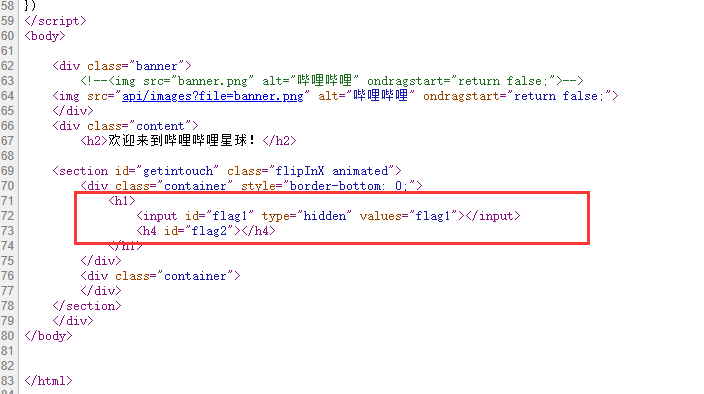 58 })
59 </script>
60 <body>
61
62 <div class="banner">
63 <!--<img src="banner.png" alt="哔哩哔哩" ondragstart="return false;">-->
64 <img src="api/images?file=banner.png" alt="哔哩哔哩" ondragstart="return false;">
65 </div>
66 <div class="content">
67 <h2>欢迎来到哔哩哔哩星球！</h2>
68
69 <section id="getintouch" class="flipInX animated">
70 <div class="container" style="border-bottom: 0;">
71 <h1>
72 <input id="flag1" type="hidden" values="flag1"></input>
73 <h4 id="flag2"></h4>
74 </h1>
75 </div>
76 <div class="container">
77 </div>
78 </section>
79 </div>
80 </body>
81
82
83 </html>
84